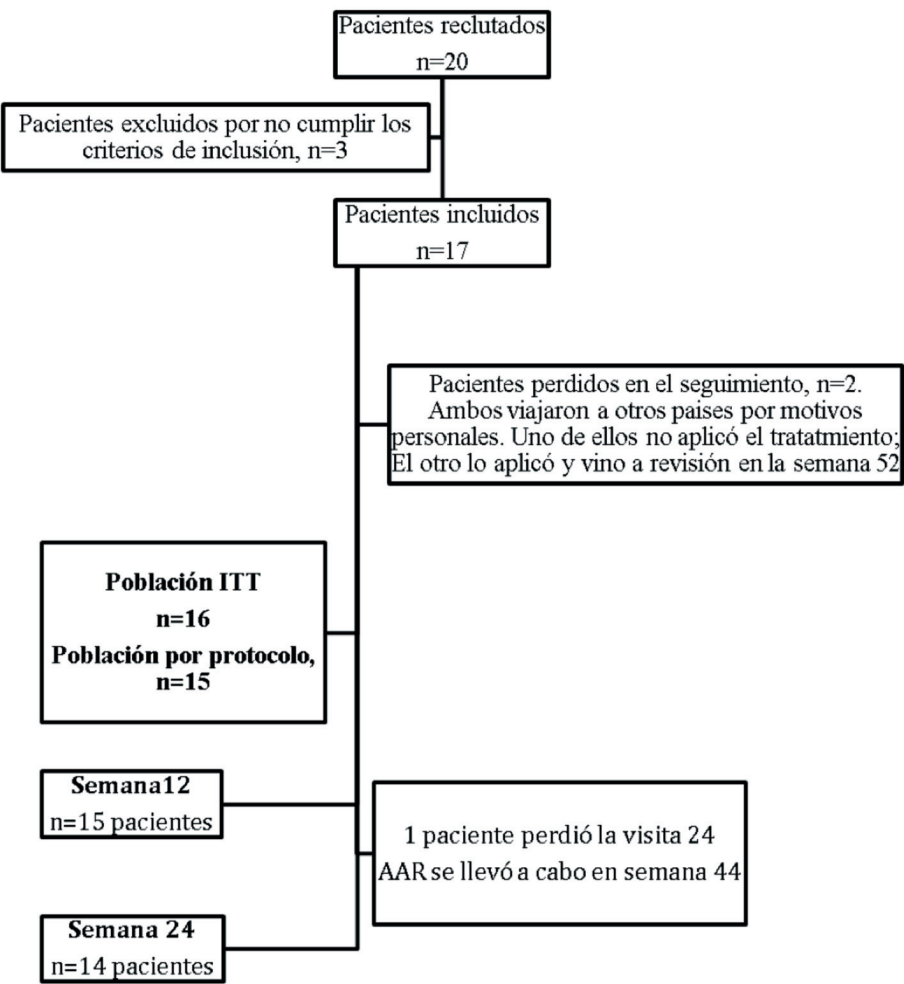 Pacientes reclutados
n=20
Pacientes excluidos por no cumplir los
criterios de inclusión, n=3
Pacientes incluidos
n=17
Pacientes perdidos en el seguimiento, n=2.
Ambos viajaron a otros paises por motivos
personales. Uno de ellos no aplicó el tratatmiento;
El otro lo aplicó y vino a revisión en la semana 52
Población ITT
n=16
Población por protocolo,
n=15
Semana12
n=15 pacientes
1 paciente perdió la visita 24
AAR se llevó a cabo en semana 44
Semana 24
n=14 pacientes